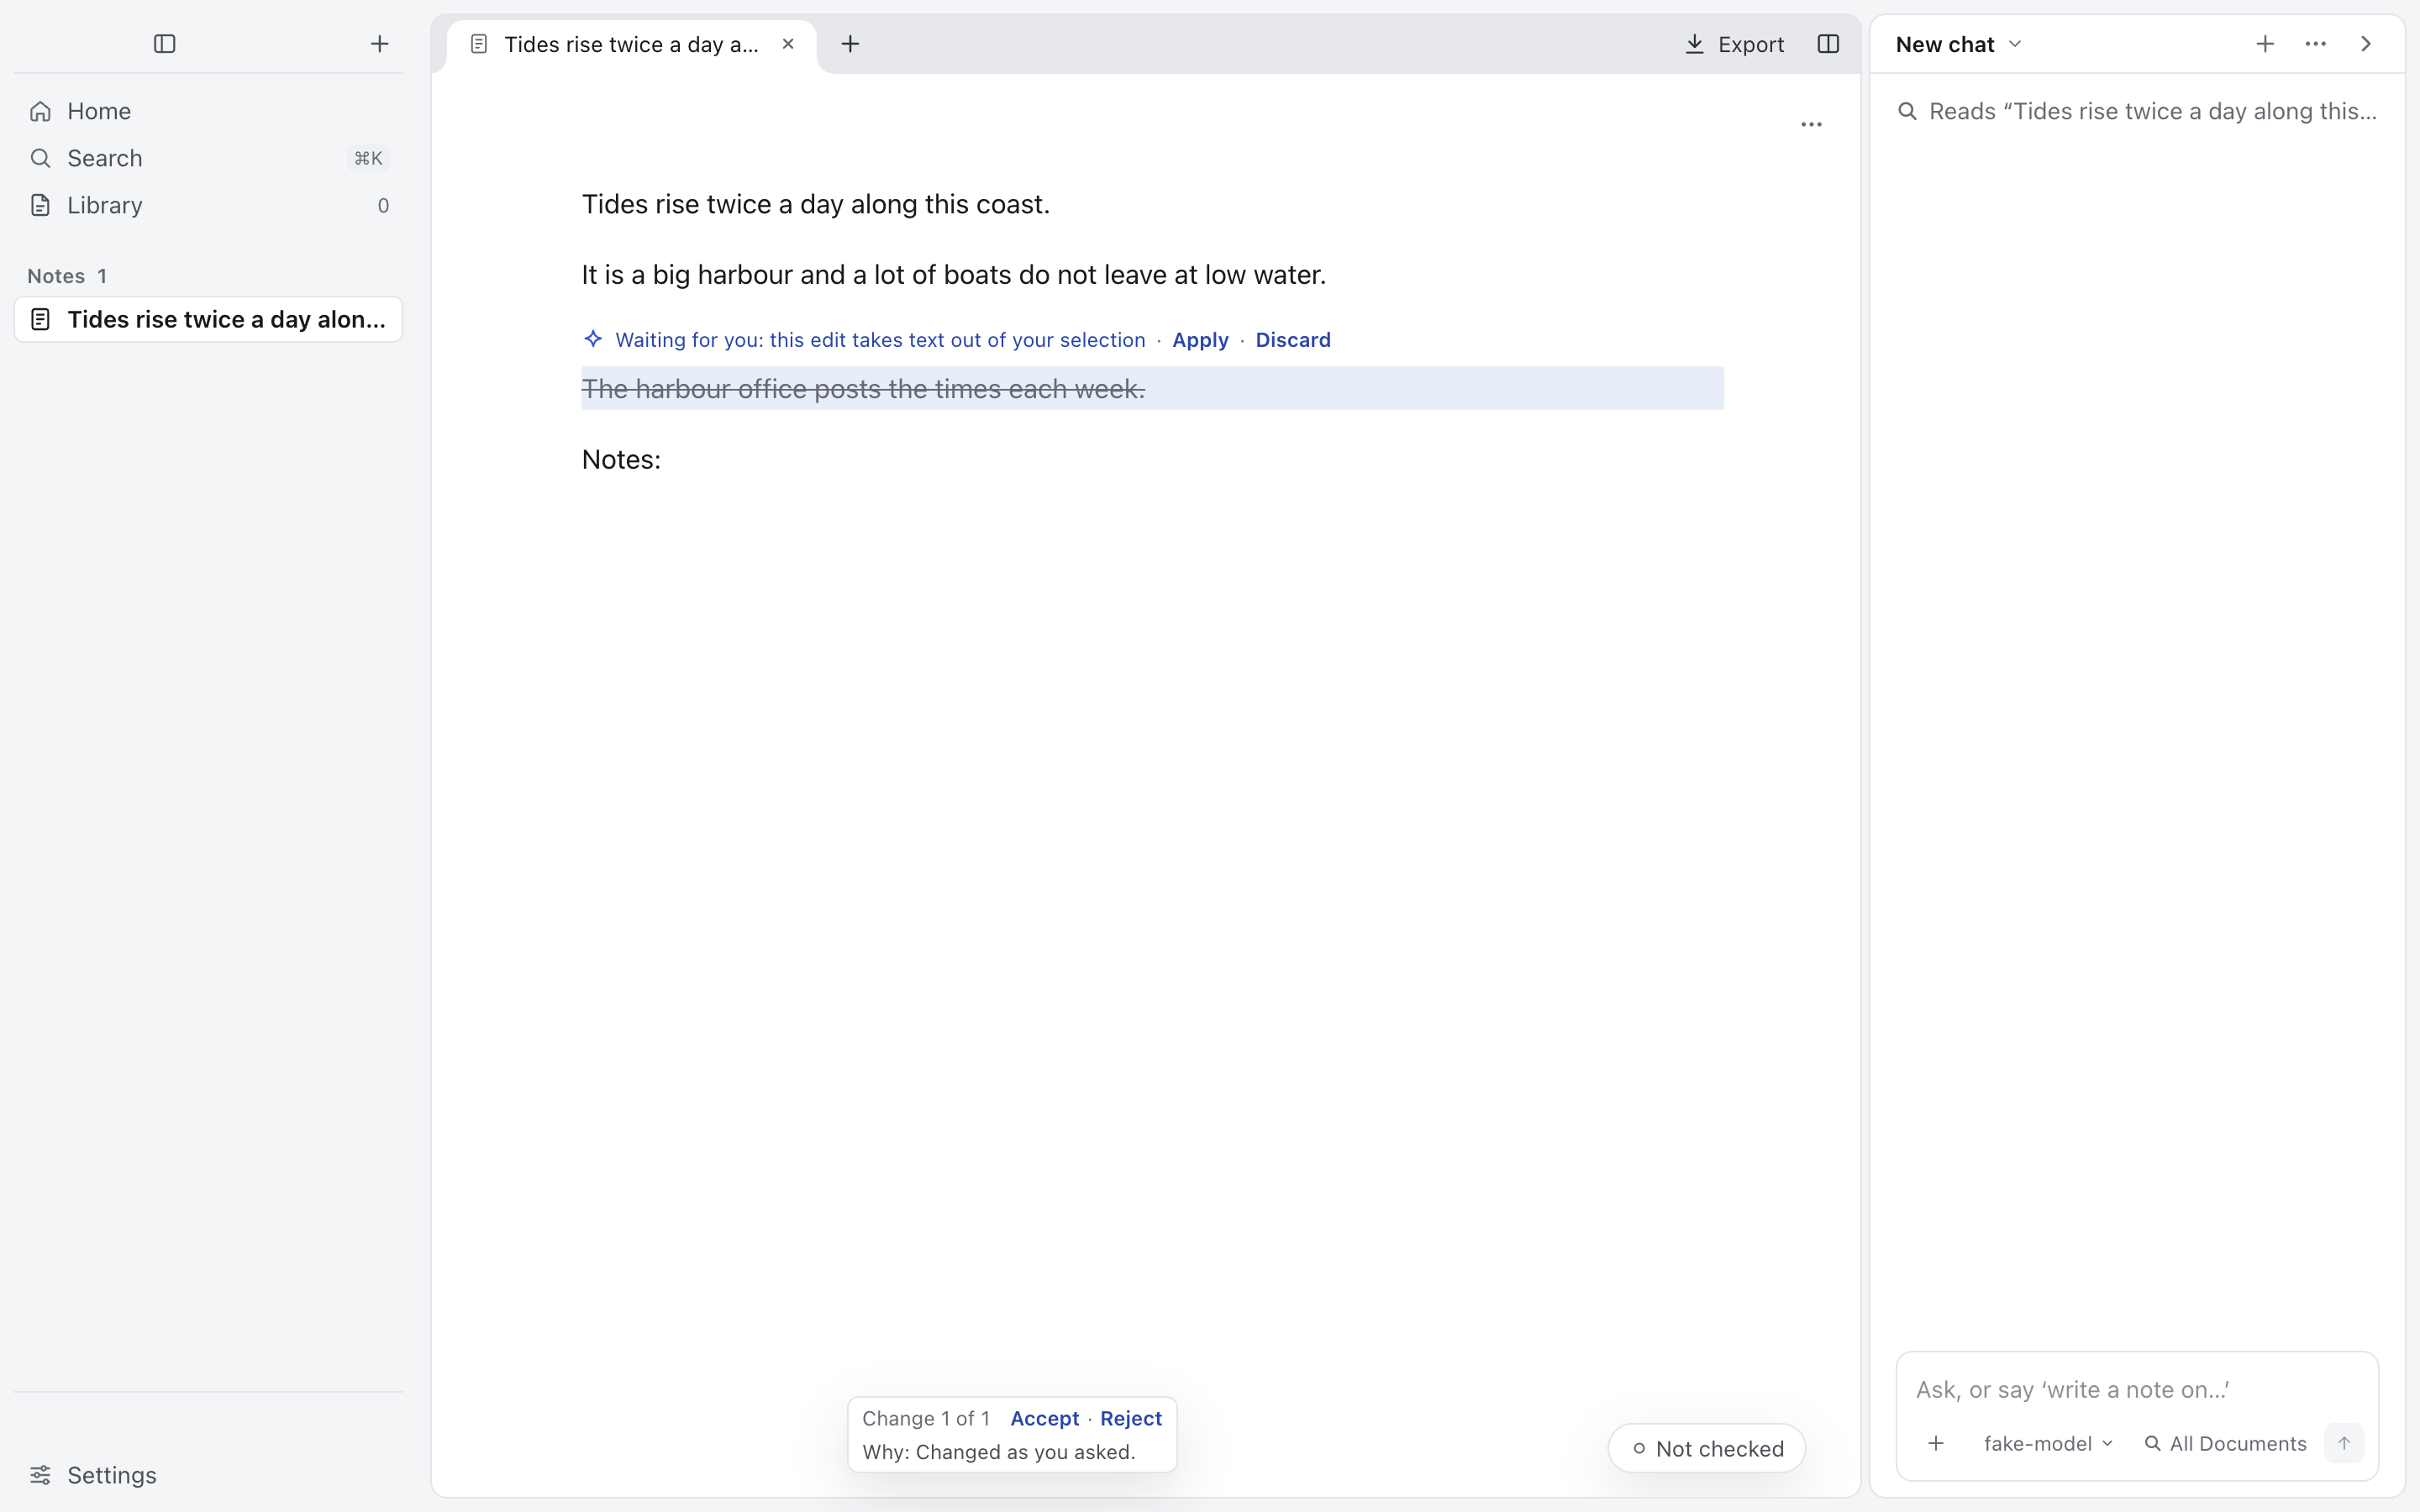 Home
Search ⌘K
Library 0
Notes 1
Tides rise twice a day alon...
Settings
Tides rise twice a day a...
Export
Tides rise twice a day along this coast.
It is a big harbour and a lot of boats do not leave at low water.
Waiting for you: this edit takes text out of your selection · Apply · Discard
The harbour office posts the times each week.
Notes:
Change 1 of 1 Accept · Reject
Why: Changed as you asked.
Not checked
New chat
Reads “Tides rise twice a day along this...
Ask, or say ‘write a note on...’
fake-model All Documents